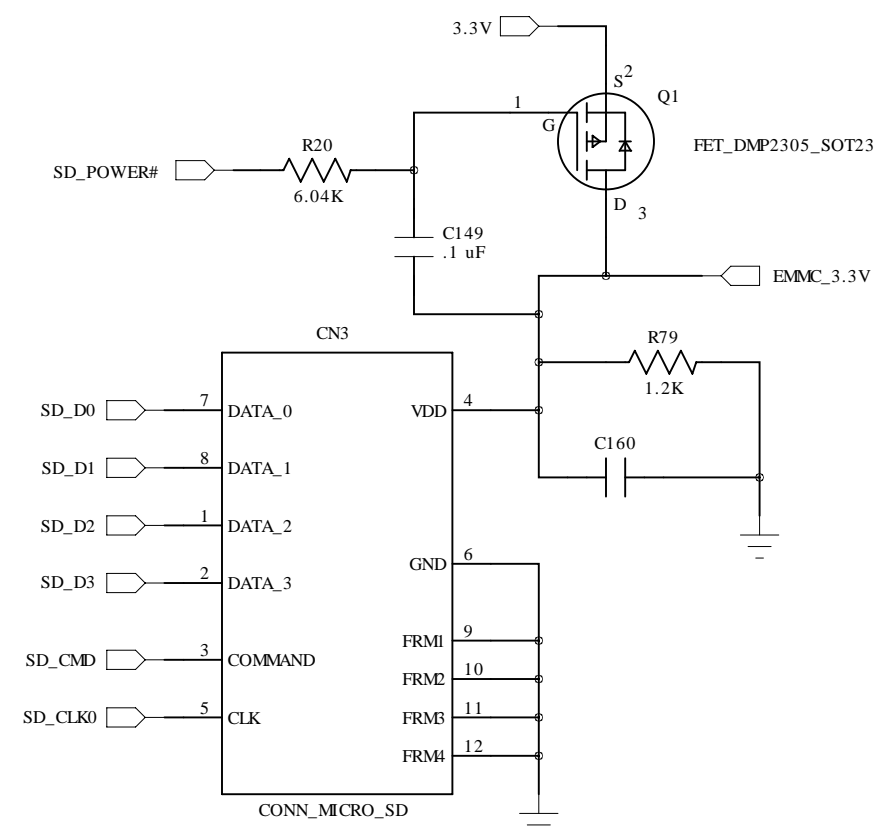 3.3V
S
2
Q1
1
G
FET_DMP2305_SOT23
SD_POWER#
R20
6.04K
D
3
C149
.1 uF
EMMC_3.3V
CN3
R79
1.2K
SD_D0
7
DATA_0
VDD
4
C160
SD_D1
8
DATA_1
SD_D2
1
DATA_2
GND
6
SD_D3
2
DATA_3
FRM1
9
SD_CMD
3
COMMAND
FRM2
10
SD_CLK0
5
CLK
FRM3
11
FRM4
12
CONN_MICRO_SD